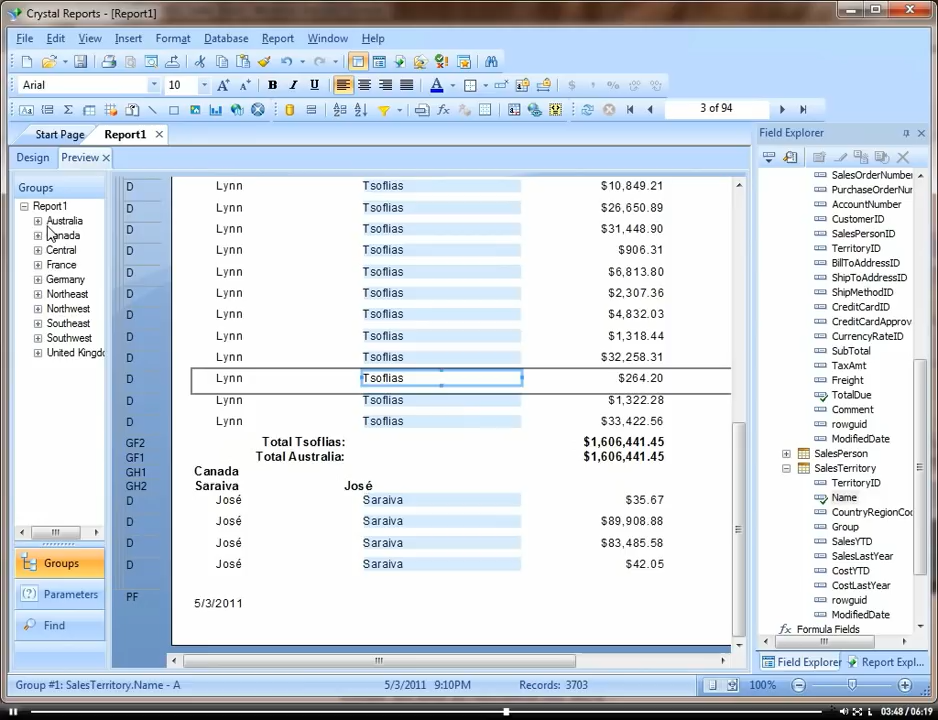 Crystal Reports - [Report1]
File Edit View Insert Format Database Report Window Help
Arial 10 B I U A $ %
3 of 94
Start Page Report1
Design Preview
Groups
Report1
Australia
Canada
Central
France
Germany
Northeast
Northwest
Southeast
Southwest
United Kingdo
Groups
Parameters
Find
D Lynn Tsoflias $10,849.21
D Lynn Tsoflias $26,650.89
D Lynn Tsoflias $31,448.90
D Lynn Tsoflias $906.31
D Lynn Tsoflias $6,813.80
D Lynn Tsoflias $2,307.36
D Lynn Tsoflias $4,832.03
D Lynn Tsoflias $1,318.44
D Lynn Tsoflias $32,258.31
D Lynn Tsoflias $264.20
D Lynn Tsoflias $1,322.28
D Lynn Tsoflias $33,422.56
GF2 Total Tsoflias: $1,606,441.45
GF1 Total Australia: $1,606,441.45
GH1 Canada
GH2 Saraiva José
D José Saraiva $35.67
D José Saraiva $89,908.88
D José Saraiva $83,485.58
D José Saraiva $42.05
PF 5/3/2011
Field Explorer
SalesOrderNumber
PurchaseOrderNur
AccountNumber
CustomerID
SalesPersonID
TerritoryID
BillToAddressID
ShipToAddressID
ShipMethodID
CreditCardID
CreditCardApprov
CurrencyRateID
SubTotal
TaxAmt
Freight
TotalDue
Comment
rowguid
ModifiedDate
SalesPerson
SalesTerritory
TerritoryID
Name
CountryRegionCoc
Group
SalesYTD
SalesLastYear
CostYTD
CostLastYear
rowguid
ModifiedDate
Formula Fields
Field Explorer Report Expl...
Group #1: SalesTerritory.Name - A 5/3/2011 9:10PM Records: 3703 100%
03:48 / 06:19